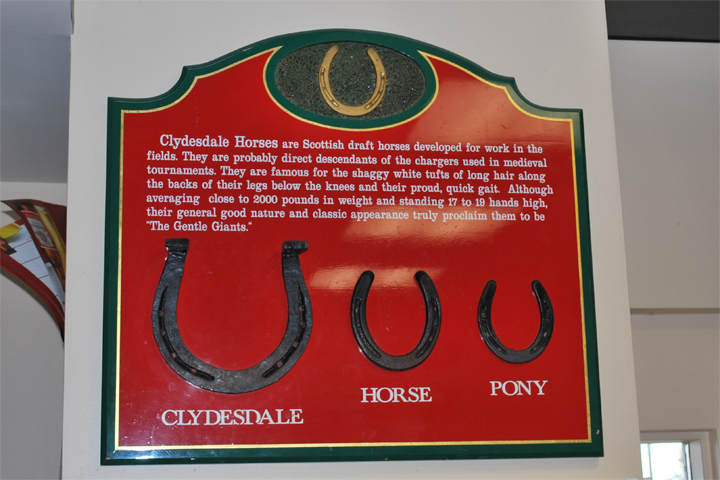 Clydesdale Horses are Scottish draft horses developed for work in the
fields. They are probably direct descendants of the chargers used in medieval
tournaments. They are famous for the shaggy white tufts of long hair along
the backs of their legs below the knees and their proud, quick gait. Although
averaging close to 2000 pounds in weight and standing 17 to 19 hands high,
their general good nature and classic appearance truly proclaim them to be
"The Gentle Giants."
CLYDESDALE
HORSE
PONY